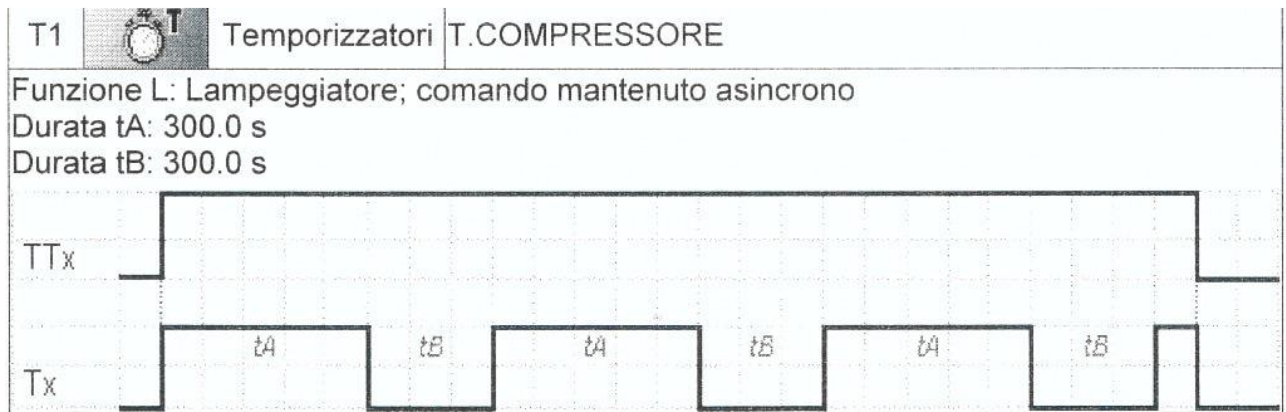 T1 T Temporizzatori T.COMPRESSORE
Funzione L: Lampeggiatore; comando mantenuto asincrono
Durata tA: 300.0 s
Durata tB: 300.0 s
TTx
tA tB tA tB tA tB
Tx